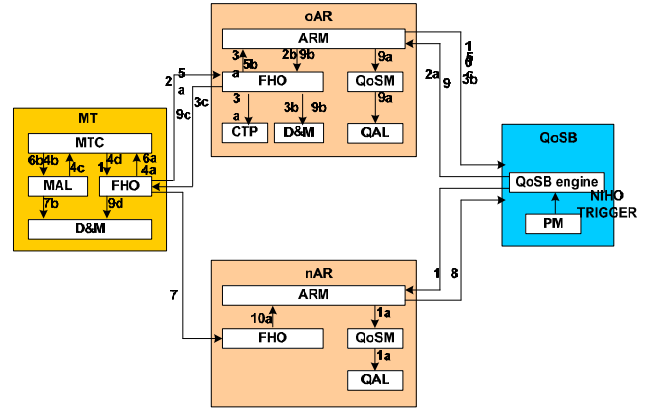 oAR
ARM
3
a
5b
2b
9b
9a
FHO
QoSM
3
a
3b
9b
9a
CTP
D&M
QAL
2
5
a
9c
3c
2a
9
1
3b
MT
MTC
6b
4b
4c
4d
1
6a
4a
MAL
FHO
7b
9d
D&M
QoSB
QoSB engine
NIHO
TRIGGER
PM
7
1
8
nAR
ARM
10a
1a
FHO
QoSM
1a
QAL